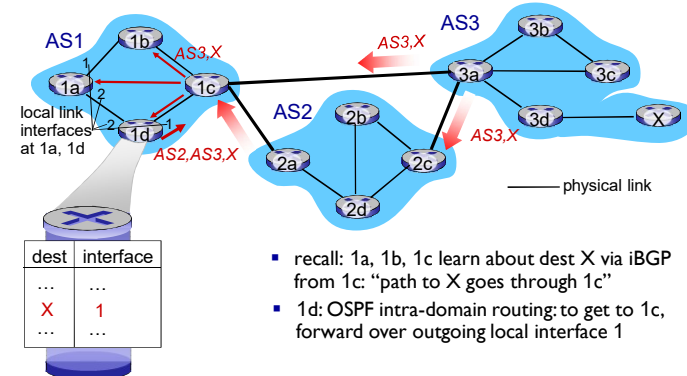 AS1
1b
AS3,X
1
1a
2
1c
local link
interfaces
at 1a, 1d
2
1d
1
AS2,AS3,X
AS3,X
AS3
3b
3a
3c
3d
X
AS3,X
AS2
2b
2a
2c
2d
physical link
dest interface
… …
X 1
… …
▪ recall: 1a, 1b, 1c learn about dest X via iBGP
from 1c: “path to X goes through 1c”
▪ 1d: OSPF intra-domain routing: to get to 1c,
forward over outgoing local interface 1